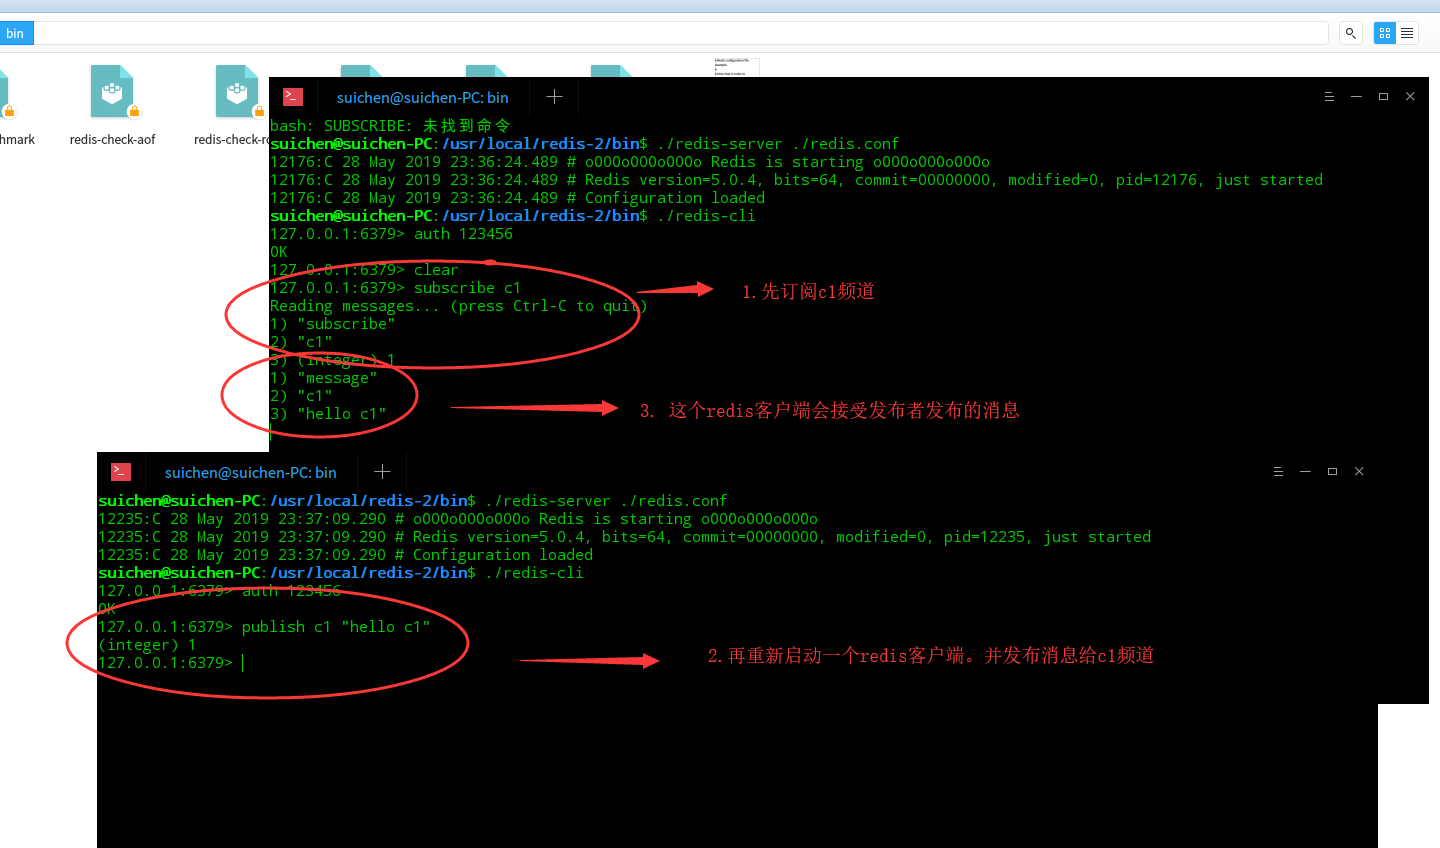 bin
hmark
redis-check-aof
redis-check-r
suichen@suichen-PC: bin
bash: SUBSCRIBE: 未找到命令
suichen@suichen-PC:/usr/local/redis-2/bin$ ./redis-server ./redis.conf
12176:C 28 May 2019 23:36:24.489 # oO00oO00oO00o Redis is starting oO00oO00oO00o
12176:C 28 May 2019 23:36:24.489 # Redis version=5.0.4, bits=64, commit=00000000, modified=0, pid=12176, just started
12176:C 28 May 2019 23:36:24.489 # Configuration loaded
suichen@suichen-PC:/usr/local/redis-2/bin$ ./redis-cli
127.0.0.1:6379> auth 123456
OK
127.0.0.1:6379> clear
127.0.0.1:6379> subscribe c1
Reading messages... (press Ctrl-C to quit)
1) "subscribe"
2) "c1"
3) (integer) 1
1) "message"
2) "c1"
3) "hello c1"
1.先订阅c1频道
3. 这个redis客户端会接受发布者发布的消息
suichen@suichen-PC: bin
suichen@suichen-PC:/usr/local/redis-2/bin$ ./redis-server ./redis.conf
12235:C 28 May 2019 23:37:09.290 # oO00oO00oO00o Redis is starting oO00oO00oO00o
12235:C 28 May 2019 23:37:09.290 # Redis version=5.0.4, bits=64, commit=00000000, modified=0, pid=12235, just started
12235:C 28 May 2019 23:37:09.290 # Configuration loaded
suichen@suichen-PC:/usr/local/redis-2/bin$ ./redis-cli
127.0.0.1:6379> auth 123456
OK
127.0.0.1:6379> publish c1 "hello c1"
(integer) 1
127.0.0.1:6379>
2.再重新启动一个redis客户端。并发布消息给c1频道